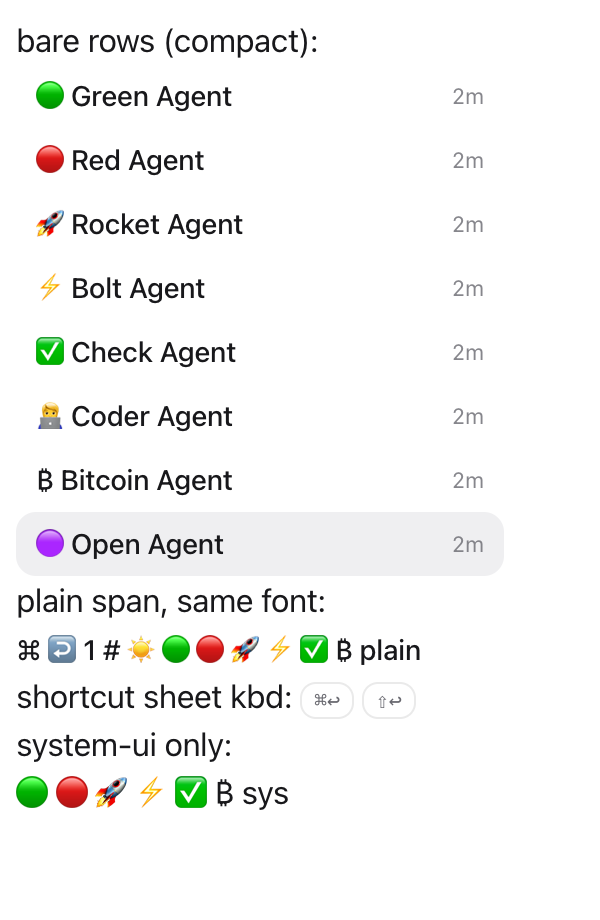 bare rows (compact):
🟢 Green Agent 2m
🔴 Red Agent 2m
🚀 Rocket Agent 2m
⚡ Bolt Agent 2m
✅ Check Agent 2m
🧑‍💻 Coder Agent 2m
₿ Bitcoin Agent 2m
🟣 Open Agent 2m
plain span, same font:
⌘ ↩️ 1 # ☀️ 🟢 🔴 🚀 ⚡ ✅ ₿ plain
shortcut sheet kbd: ⌘↩ ⇧↩
system-ui only:
🟢 🔴 🚀 ⚡ ✅ ₿ sys